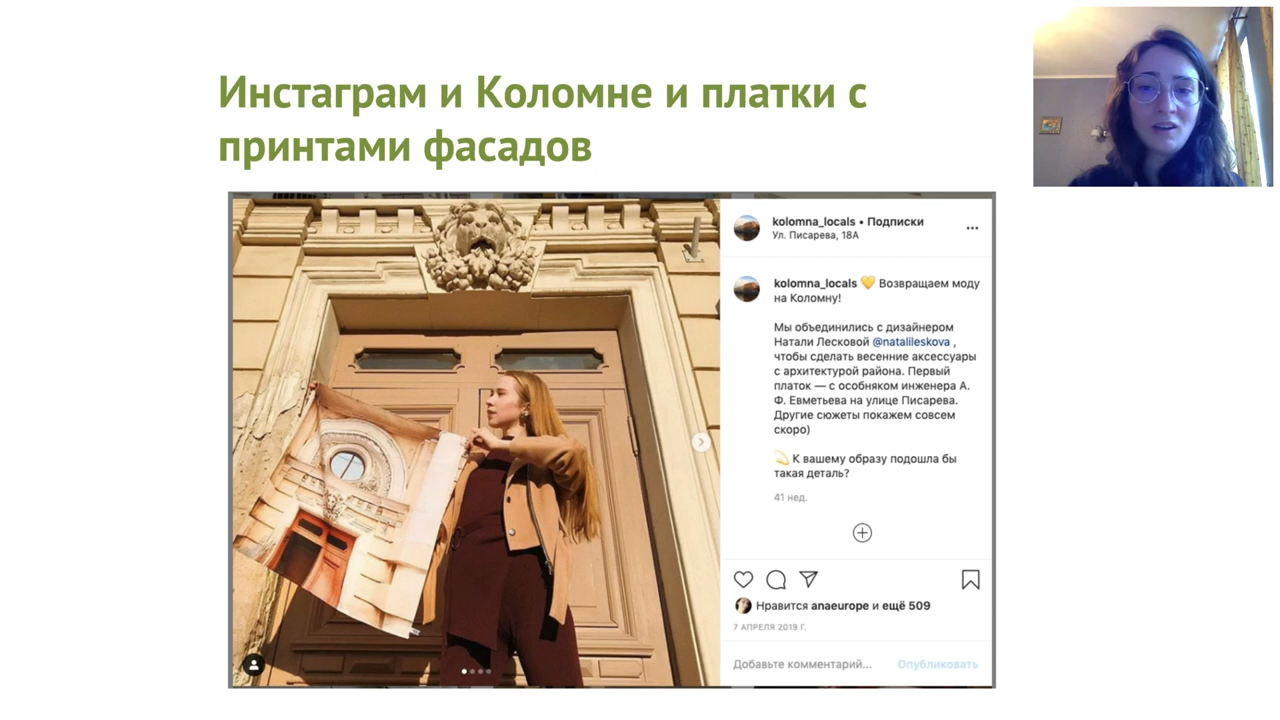 Инстаграм и Коломне и платки с
принтами фасадов
kolomna_locals • Подписки
Ул. Писарева, 18А
kolomna_locals 💛 Возвращаем моду
на Коломну!
Мы объединились с дизайнером
Натали Лесковой @natalileskova ,
чтобы сделать весенние аксессуары
с архитектурой района. Первый
платок — с особняком инженера А.
Ф. Евметьева на улице Писарева.
Другие сюжеты покажем совсем
скоро)
💫 К вашему образу подошла бы
такая деталь?
41 нед.
Нравится anaeurope и ещё 509
7 АПРЕЛЯ 2019 Г.
Добавьте комментарий...
Опубликовать